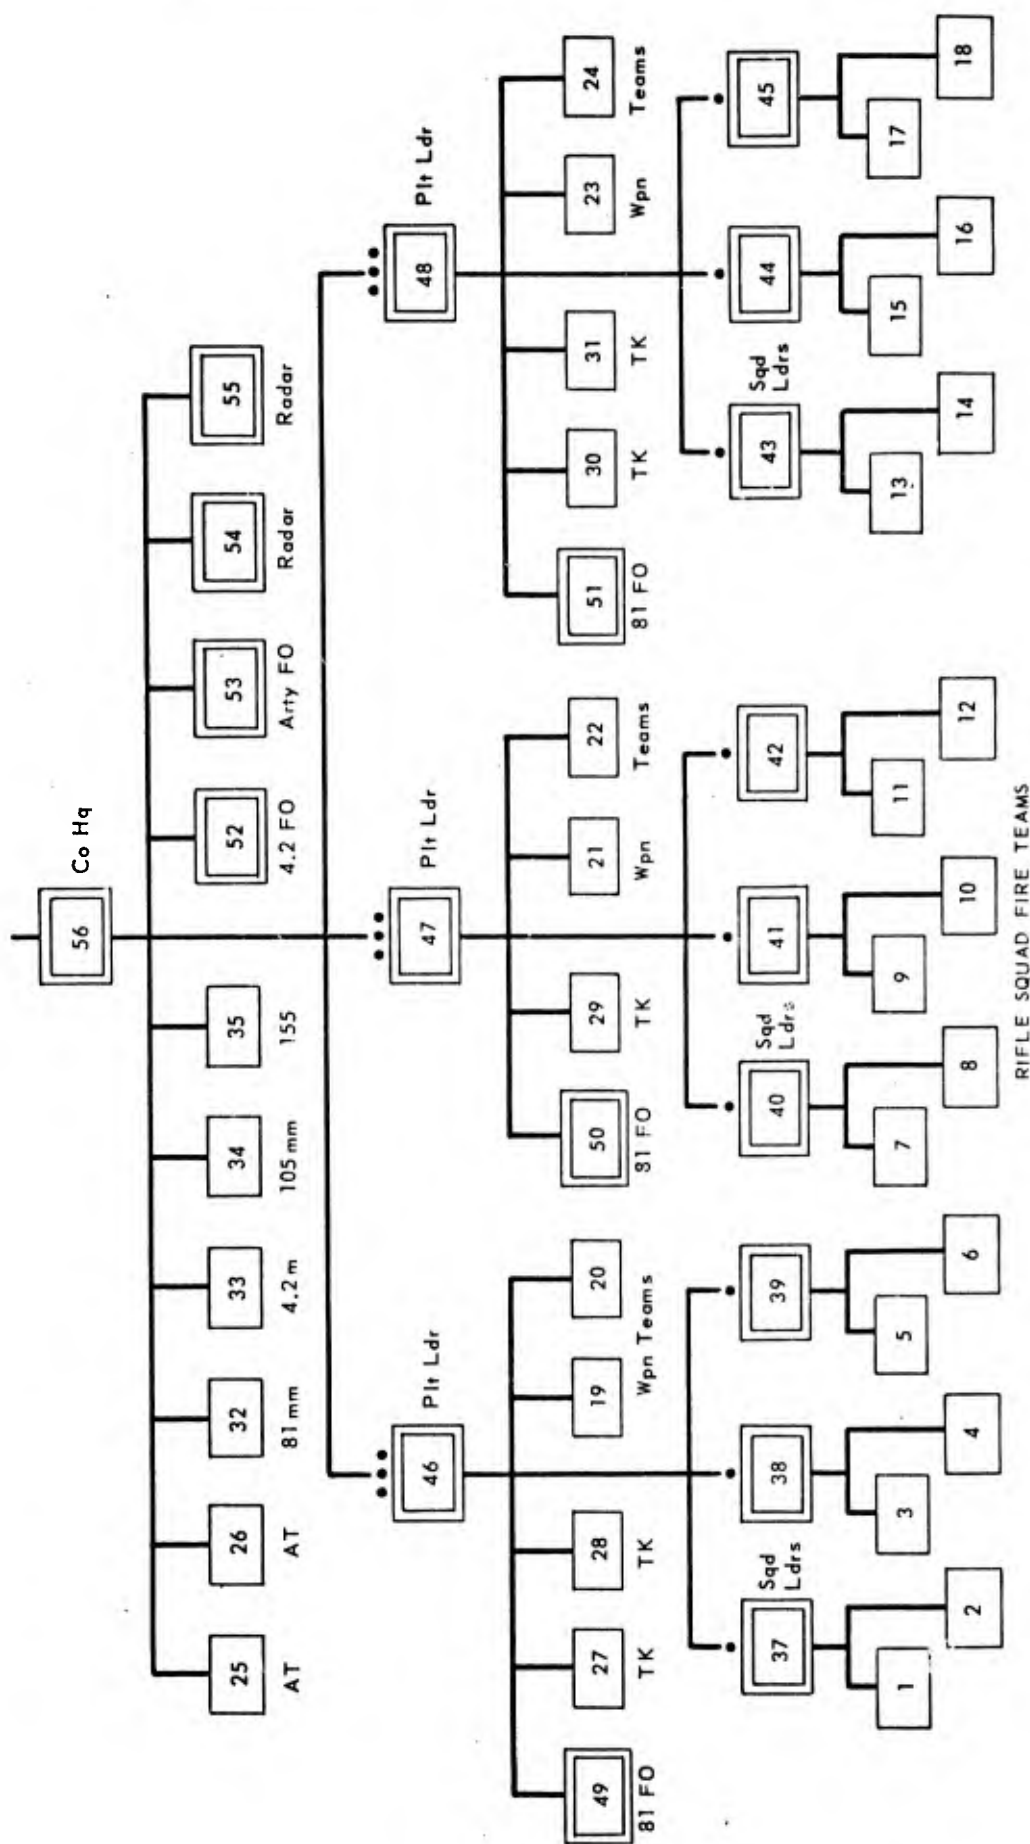 Co Hq
56
25 26 32 33 34 35 52 53 54 55
AT AT 81mm 4.2m 105mm 155 4.2 FO Arty FO Radar Radar
Plt Ldr Plt Ldr Plt Ldr
46 47 48
49 27 28 19 20 50 29 21 22 51 30 31 23 24
81 FO TK TK Wpn Teams 81 FO TK Wpn Teams 81 FO TK TK Wpn Teams
Sqd Sqd Sqd
Ldrs Ldrs Ldrs
37 38 39 40 41 42 43 44 45
1 3 5 7 9 11 13 15 17
2 4 6 8 10 12 14 16 18
RIFLE SQUAD FIRE TEAMS